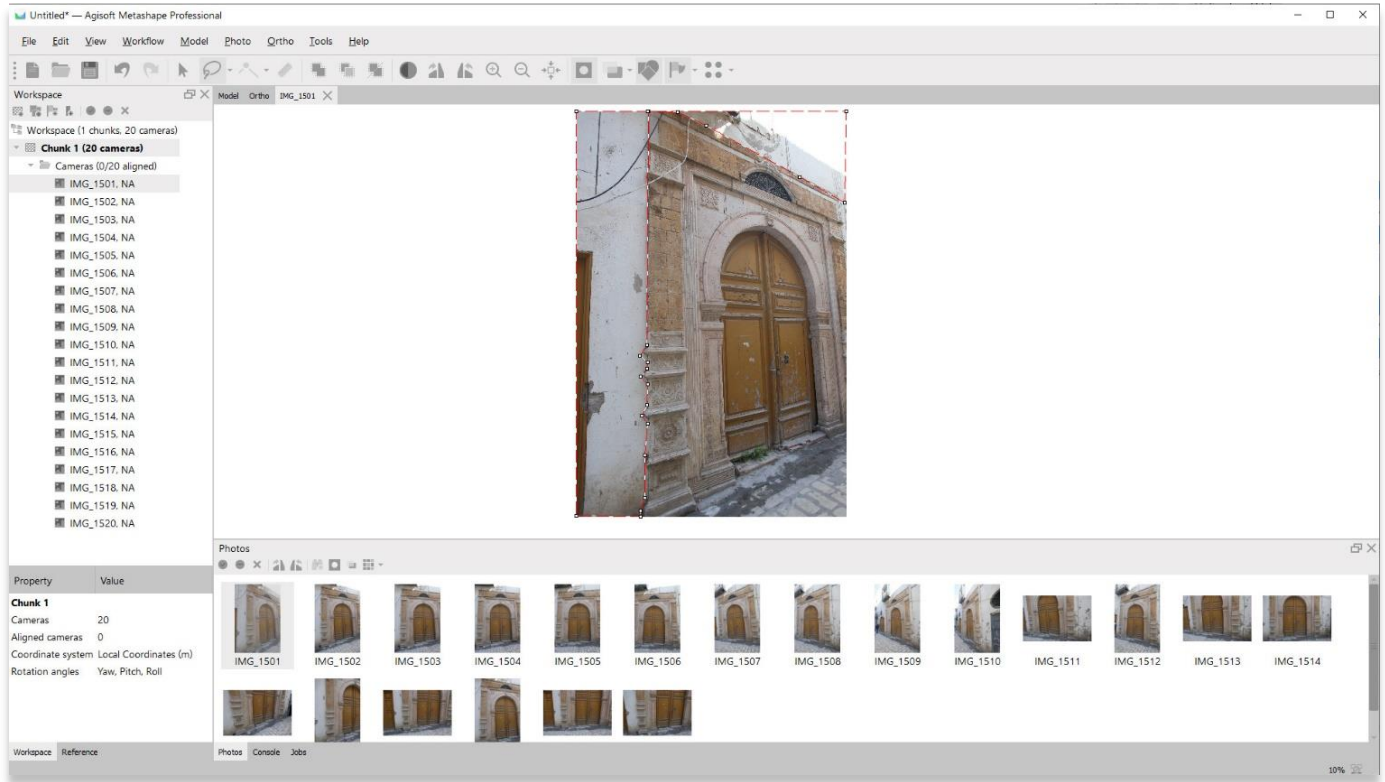 Untitled* — Agisoft Metashape Professional
File Edit View Workflow Model Photo Ortho Tools Help
Workspace
Model Ortho IMG_1501
Workspace (1 chunks, 20 cameras)
Chunk 1 (20 cameras)
Cameras (0/20 aligned)
IMG_1501, NA
IMG_1502, NA
IMG_1503, NA
IMG_1504, NA
IMG_1505, NA
IMG_1506, NA
IMG_1507, NA
IMG_1508, NA
IMG_1509, NA
IMG_1510, NA
IMG_1511, NA
IMG_1512, NA
IMG_1513, NA
IMG_1514, NA
IMG_1515, NA
IMG_1516, NA
IMG_1517, NA
IMG_1518, NA
IMG_1519, NA
IMG_1520, NA
Property Value
Chunk 1
Cameras 20
Aligned cameras 0
Coordinate system Local Coordinates (m)
Rotation angles Yaw, Pitch, Roll
Workspace Reference
Photos
IMG_1501 IMG_1502 IMG_1503 IMG_1504 IMG_1505 IMG_1506 IMG_1507 IMG_1508 IMG_1509 IMG_1510 IMG_1511 IMG_1512 IMG_1513 IMG_1514
Photos Console Jobs
10%